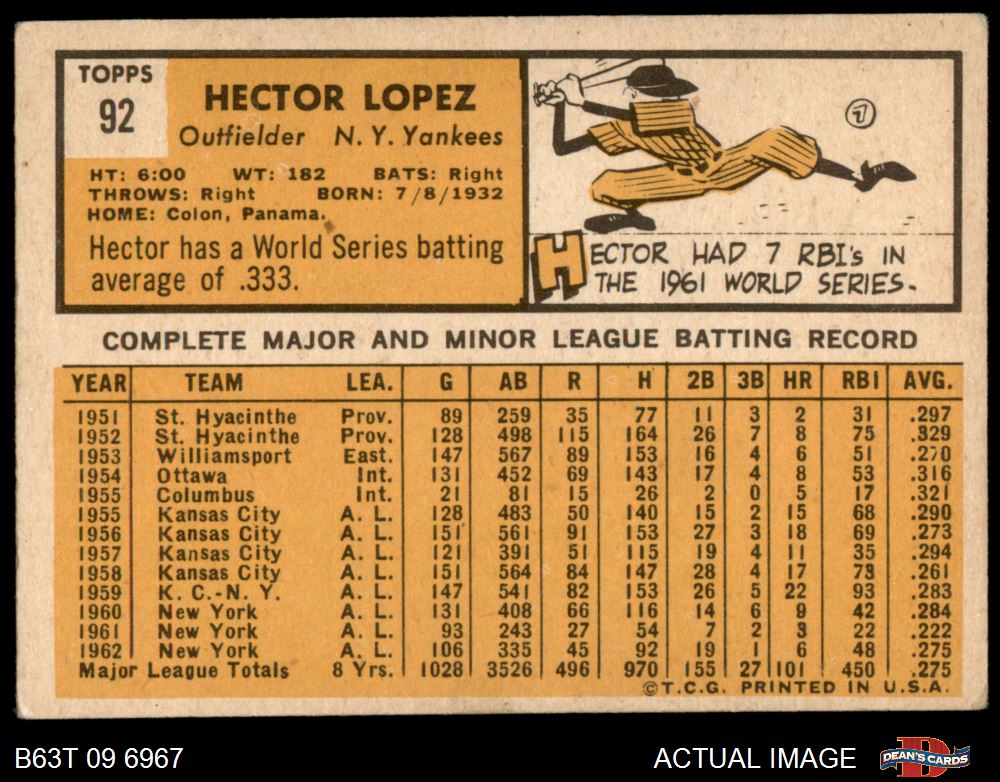 TOPPS
92
HECTOR LOPEZ
Outfielder N. Y. Yankees
HT: 6:00 WT: 182 BATS: Right
THROWS: Right BORN: 7/8/1932
HOME: Colon, Panama.
Hector has a World Series batting
average of .333.
7
HECTOR HAD 7 RBI's IN
THE 1961 WORLD SERIES.
COMPLETE MAJOR AND MINOR LEAGUE BATTING RECORD
YEAR TEAM LEA. G AB R H 2B 3B HR RBI AVG.
1951 St. Hyacinthe Prov. 89 259 35 77 11 3 2 31 .297
1952 St. Hyacinthe Prov. 128 498 115 164 26 7 8 75 .329
1953 Williamsport East. 147 567 89 153 16 4 6 51 .270
1954 Ottawa Int. 131 452 69 143 17 4 8 53 .316
1955 Columbus Int. 21 81 15 26 2 0 5 17 .321
1955 Kansas City A. L. 128 483 50 140 15 2 15 68 .290
1956 Kansas City A. L. 151 561 91 153 27 3 18 69 .273
1957 Kansas City A. L. 121 391 51 115 19 4 11 35 .294
1958 Kansas City A. L. 151 564 84 147 28 4 17 73 .261
1959 K. C.-N. Y. A. L. 147 541 82 153 26 5 22 93 .283
1960 New York A. L. 131 408 66 116 14 6 9 42 .284
1961 New York A. L. 93 243 27 54 7 2 3 22 .222
1962 New York A. L. 106 335 45 92 19 1 6 48 .275
Major League Totals 8 Yrs. 1028 3526 496 970 155 27 101 450 .275
©T.C.G. PRINTED IN U.S.A.
B63T 09 6967
ACTUAL IMAGE
DEAN'S CARDS